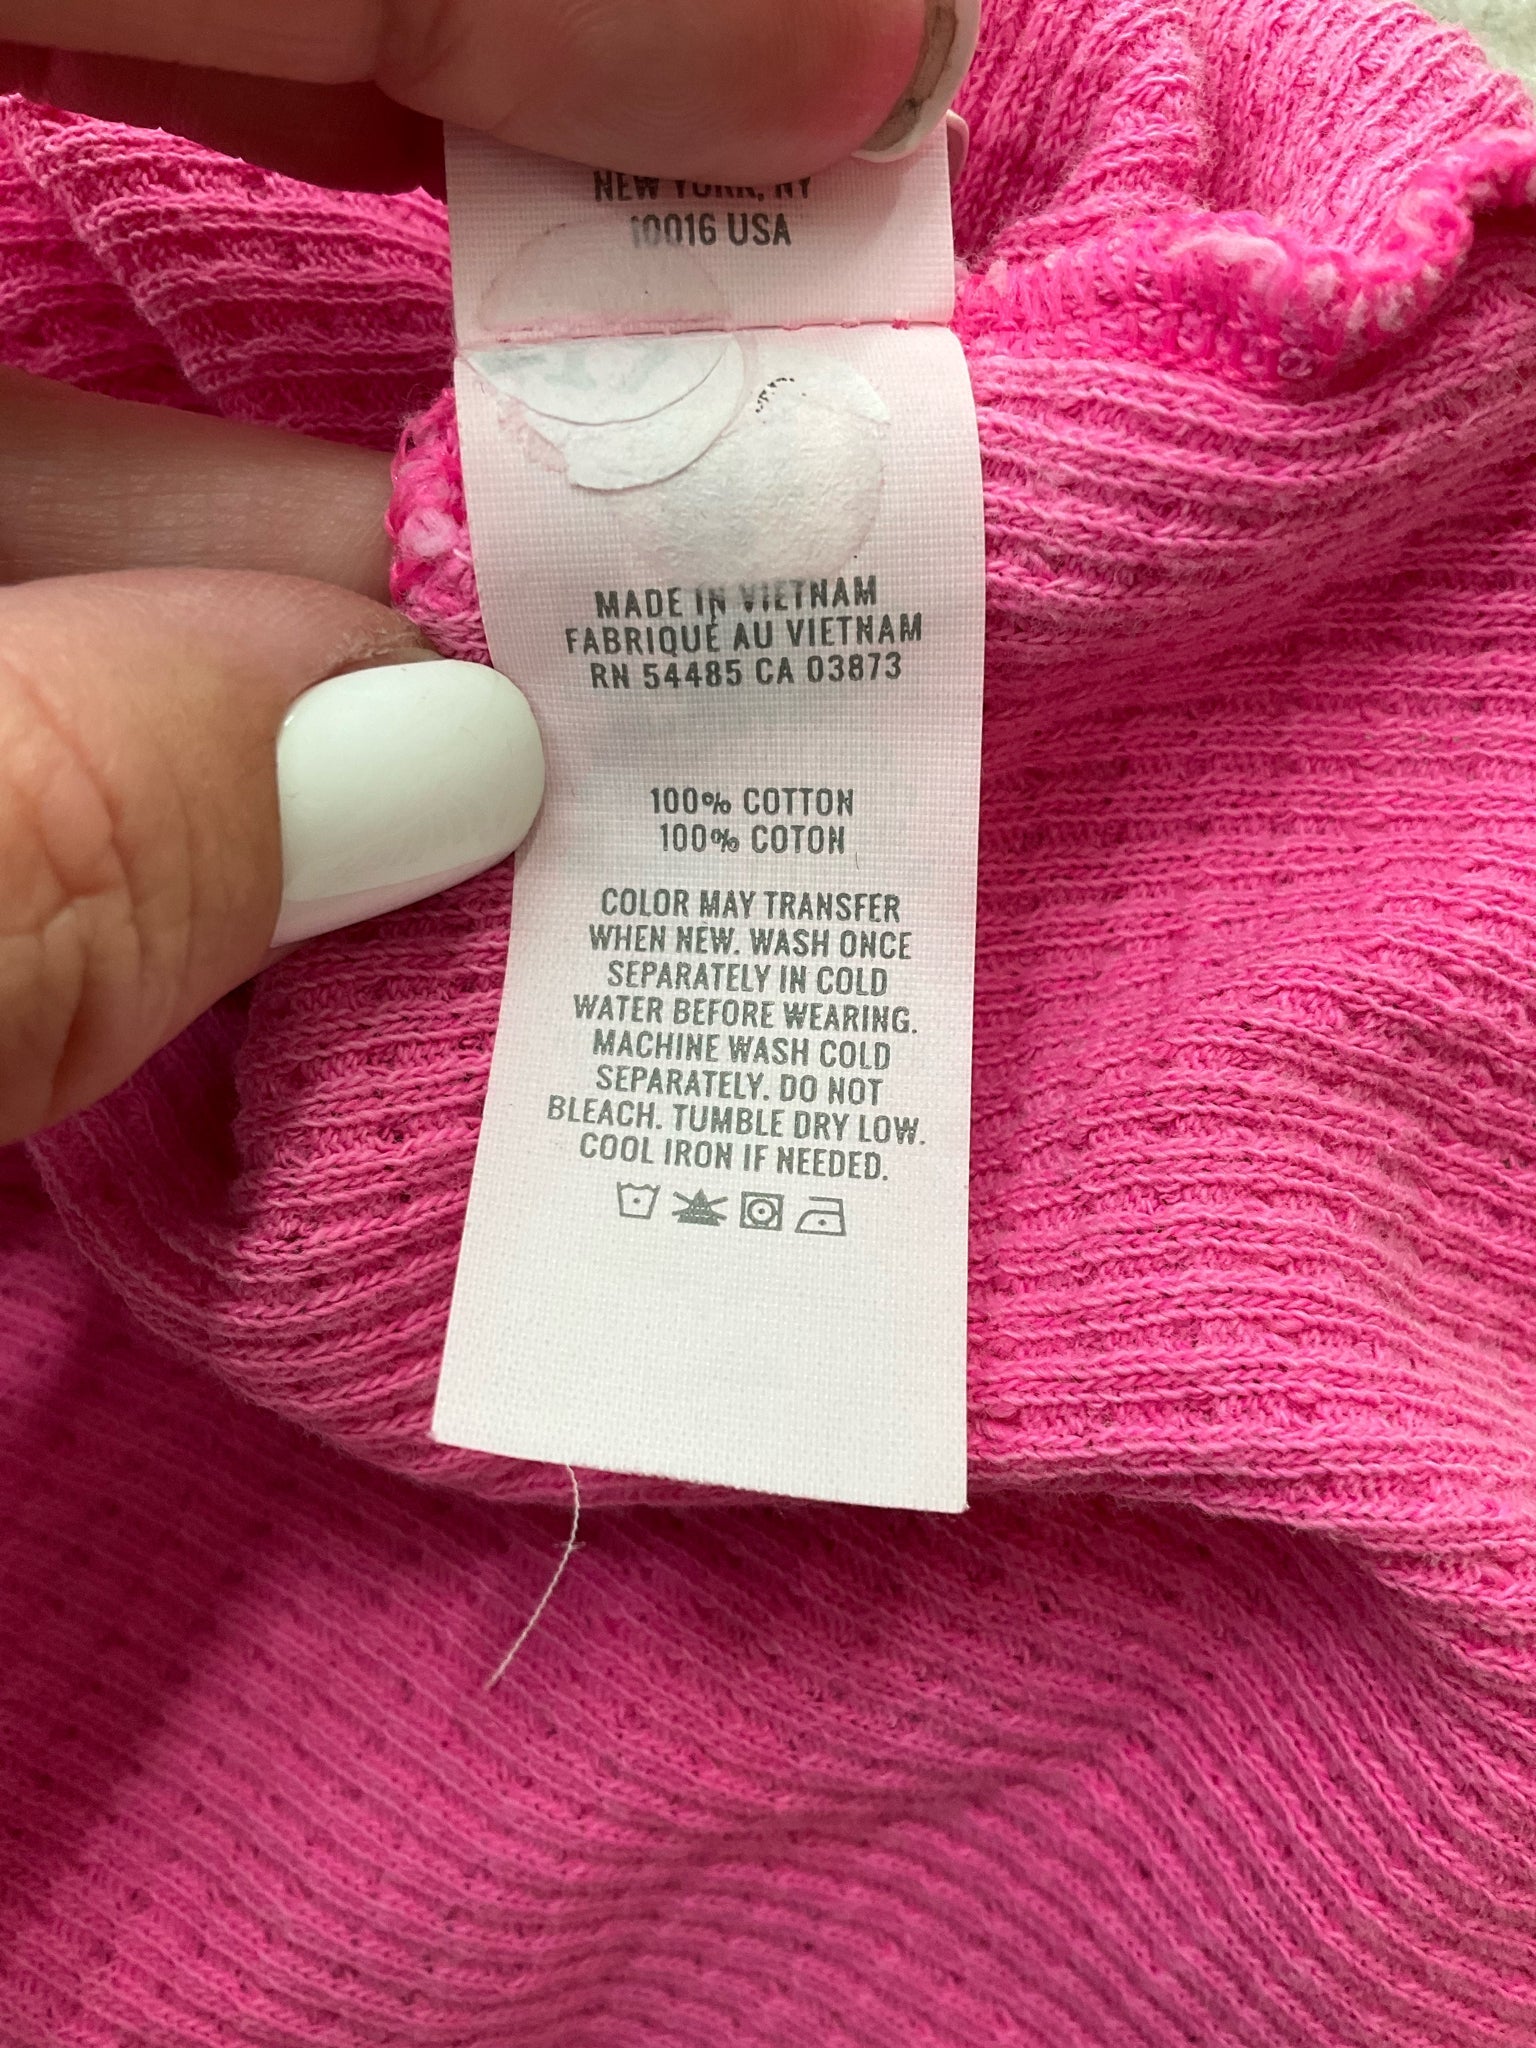 NEW YORK, NY
10016 USA
MADE IN VIETNAM
FABRIQUÉ AU VIETNAM
RN 54485 CA 03873
100% COTTON
100% COTON
COLOR MAY TRANSFER
WHEN NEW. WASH ONCE
SEPARATELY IN COLD
WATER BEFORE WEARING.
MACHINE WASH COLD
SEPARATELY. DO NOT
BLEACH. TUMBLE DRY LOW.
COOL IRON IF NEEDED.